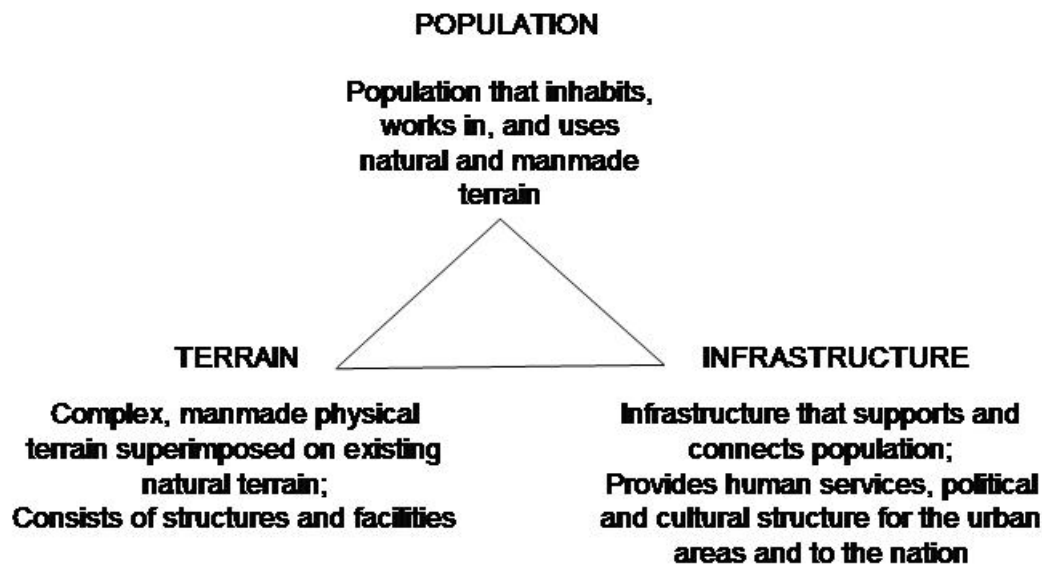 POPULATION
Population that inhabits,
works in, and uses
natural and manmade
terrain
TERRAIN
Complex, manmade physical
terrain superimposed on existing
natural terrain;
Consists of structures and facilities
INFRASTRUCTURE
Infrastructure that supports and
connects population;
Provides human services, political
and cultural structure for the urban
areas and to the nation